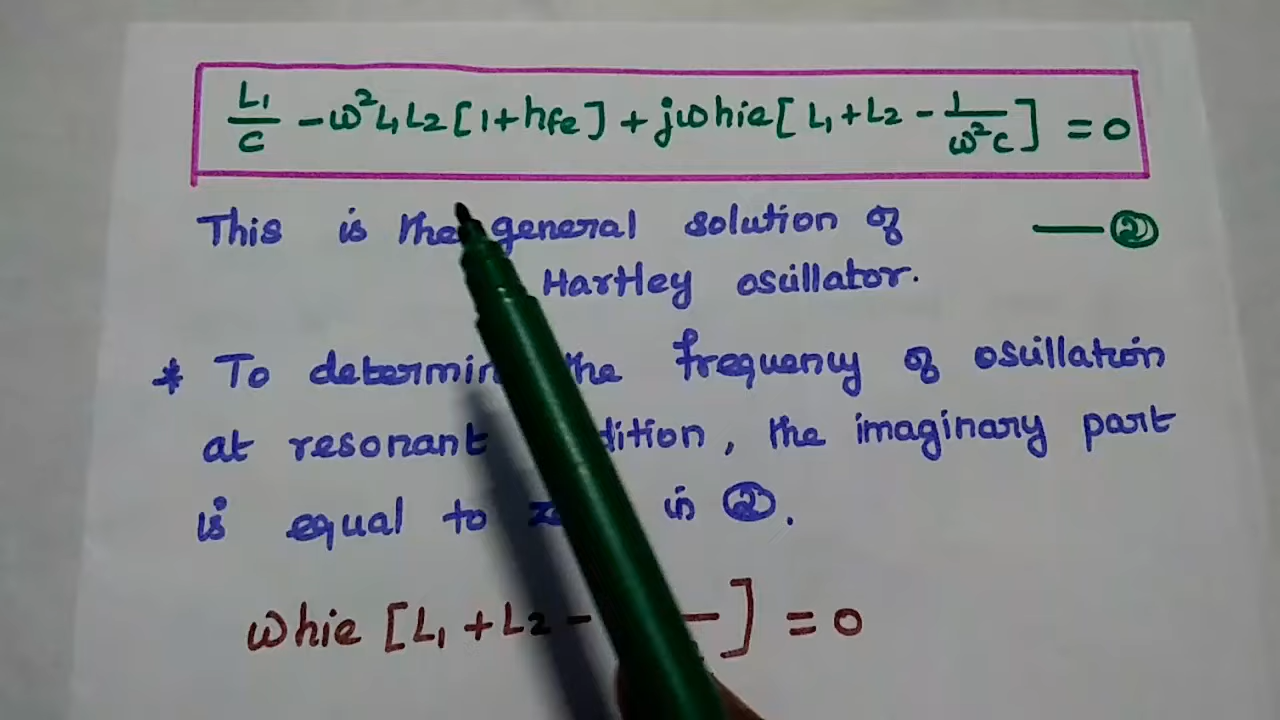 L₁/C - ω²L₁L₂[1+hfe] + jωhie[L₁+L₂ - 1/ω²C] = 0
This is the general solution of — ②
Hartley oscillator.
* To the frequency of oscillation
at resonant , the imaginary part
is equal to in ②.
ωhie [L₁ + L₂ - ] = 0